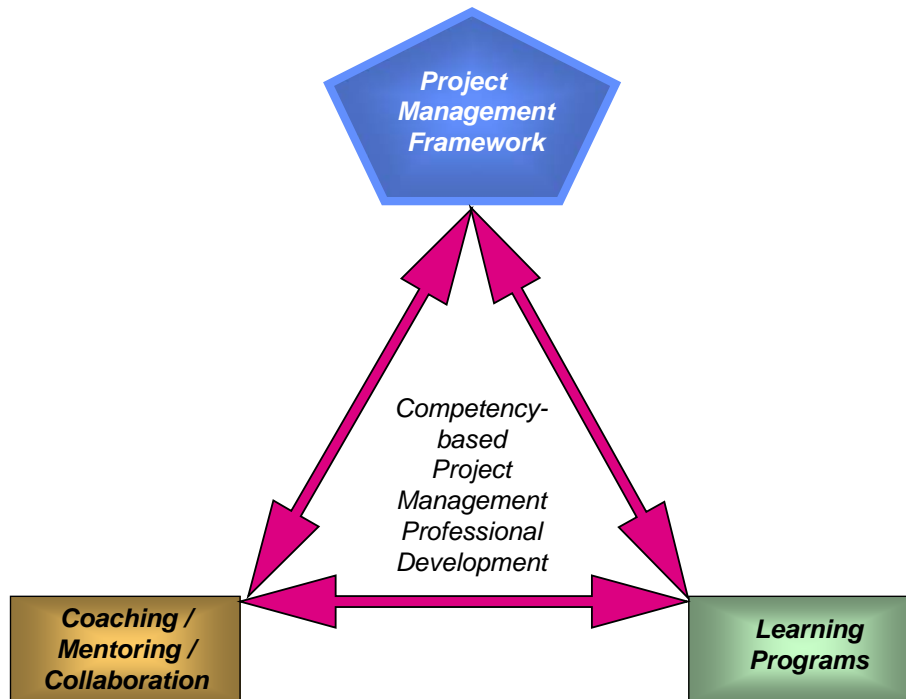 Project
Management
Framework
Competency-
based
Project
Management
Professional
Development
Coaching /
Mentoring /
Collaboration
Learning
Programs